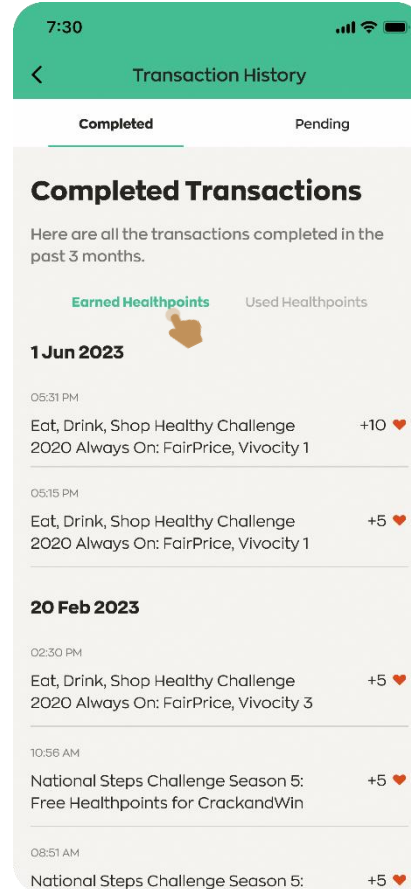 7:30
Transaction History
Completed Pending
Completed Transactions
Here are all the transactions completed in the
past 3 months.
Earned Healthpoints Used Healthpoints
1 Jun 2023
05:31 PM
Eat, Drink, Shop Healthy Challenge +10
2020 Always On: FairPrice, Vivocity 1
05:15 PM
Eat, Drink, Shop Healthy Challenge +5
2020 Always On: FairPrice, Vivocity 1
20 Feb 2023
02:30 PM
Eat, Drink, Shop Healthy Challenge +5
2020 Always On: FairPrice, Vivocity 3
10:56 AM
National Steps Challenge Season 5: +5
Free Healthpoints for CrackandWin
08:51 AM
National Steps Challenge Season 5: +5